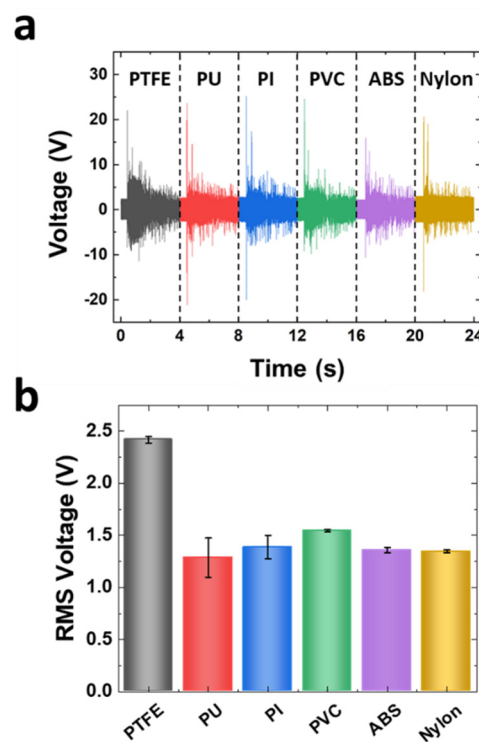 a
PTFE PU PI PVC ABS Nylon
30
20
10
0
-10
-20
Voltage (V)
0 4 8 12 16 20 24
Time (s)
b
2.5
2.0
1.5
1.0
0.5
0.0
RMS Voltage (V)
PTFE PU PI PVC ABS Nylon